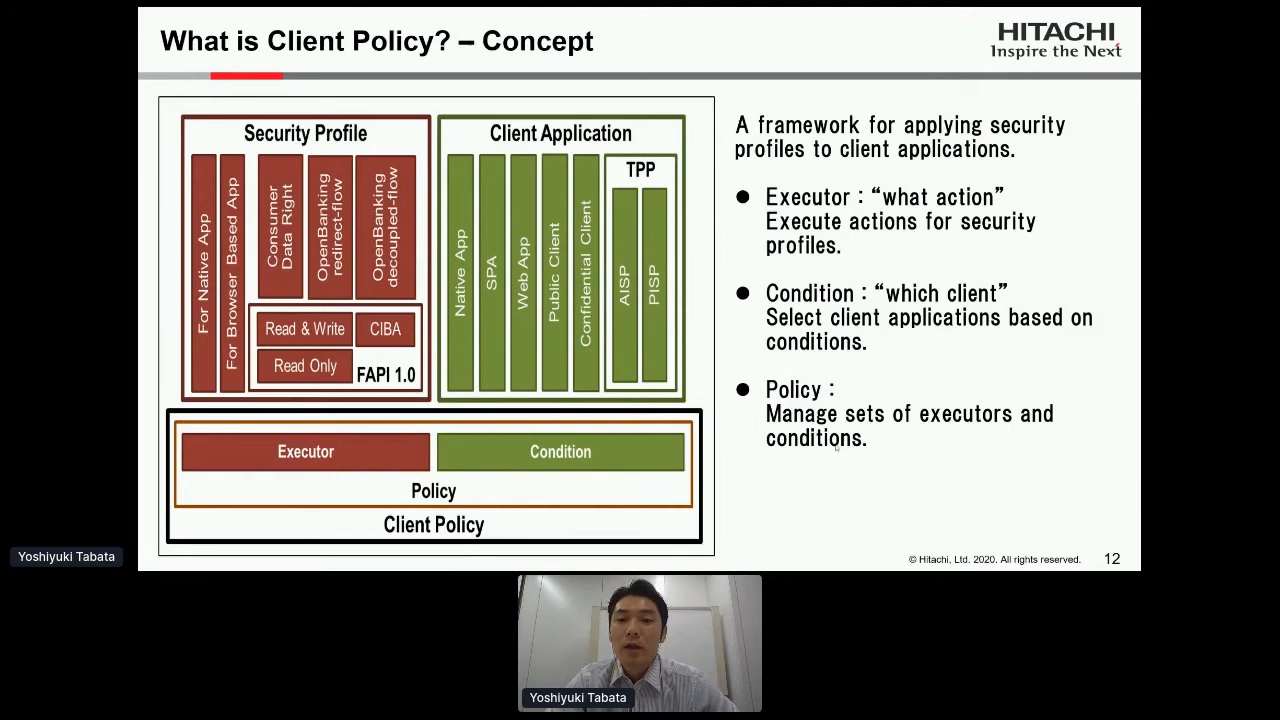 What is Client Policy? – Concept
HITACHI
Inspire the Next
Security Profile
For Native App
For Browser Based App
Consumer
Data Right
OpenBanking
redirect-flow
OpenBanking
decoupled-flow
Read & Write
CIBA
Read Only
FAPI 1.0
Client Application
Native App
SPA
Web App
Public Client
Confidential Client
TPP
AISP
PISP
Executor
Condition
Policy
Client Policy
A framework for applying security
profiles to client applications.
● Executor : “what action”
Execute actions for security
profiles.
● Condition : “which client”
Select client applications based on
conditions.
● Policy :
Manage sets of executors and
conditions.
© Hitachi, Ltd. 2020. All rights reserved.
12
Yoshiyuki Tabata
Yoshiyuki Tabata